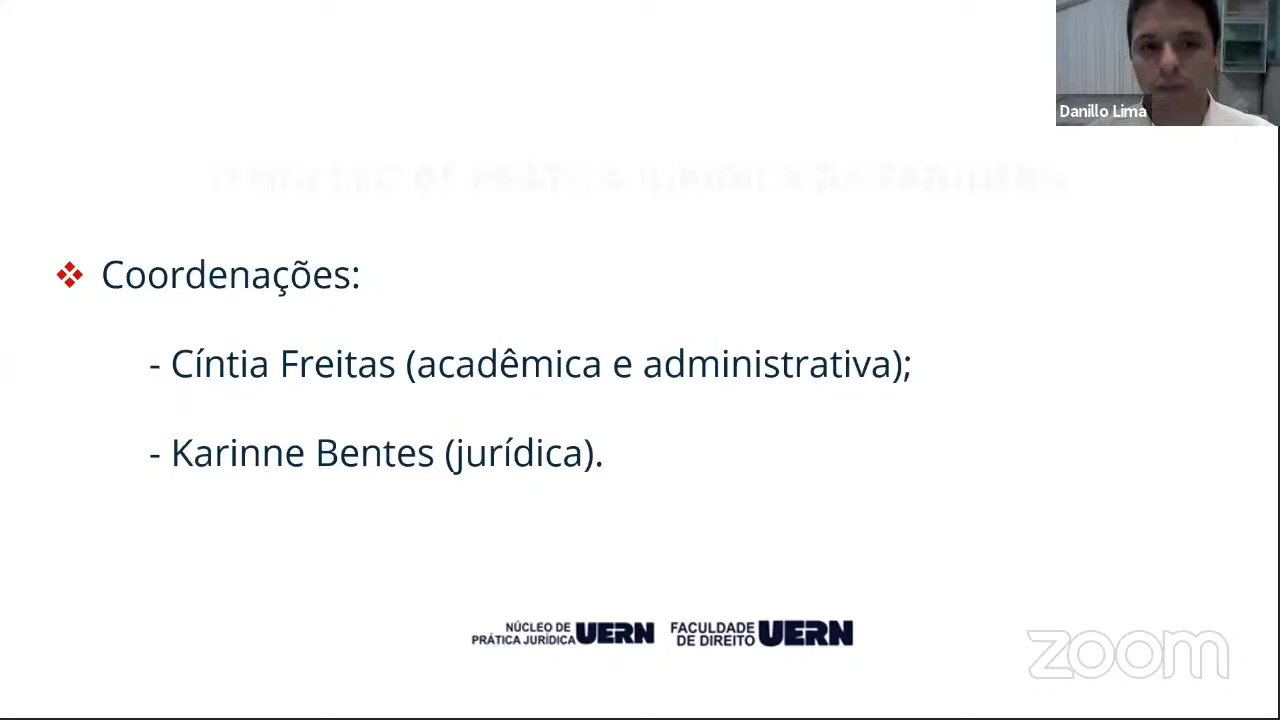 Danillo Lima
Coordenações:
- Cíntia Freitas (acadêmica e administrativa);
- Karinne Bentes (jurídica).
NÚCLEO DE
PRÁTICA JURÍDICA UERN
FACULDADE
DE DIREITO UERN
zoom